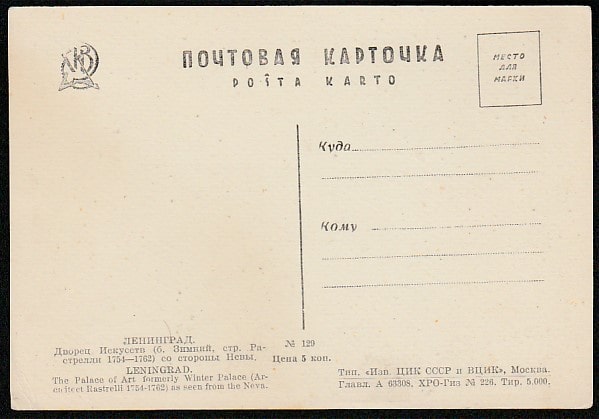 ПОЧТОВАЯ КАРТОЧКА
POŜTA KARTO
МЕСТО
ДЛЯ
МАРКИ
Куда
Кому
ЛЕНИНГРАД.
Дворец Искусств (б. Зимний, стр. Ра-
стрелли 1754—1762) со стороны Невы.
LENINGRAD.
The Palace of Art formerly Winter Palace (Ar-
chitect Rastrelli 1754-1762) as seen from the Neva.
№ 129
Цена 5 коп.
Тип. «Изв. ЦИК СССР и ВЦИК», Москва.
Главл. А 63308. ХРО-Гиз № 226. Тир. 5.000.